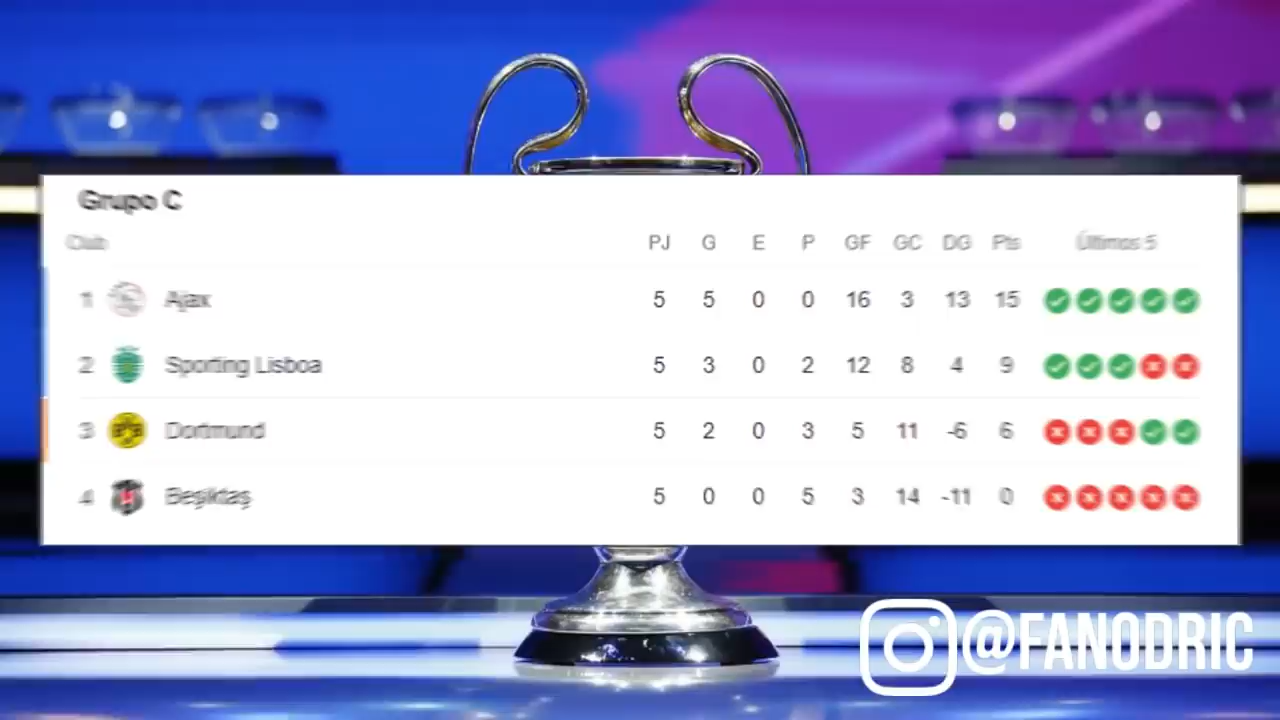 Grupo C
Club PJ G E P GF GC DG Pts Últimos 5
1 Ajax 5 5 0 0 16 3 13 15
2 Sporting Lisboa 5 3 0 2 12 8 4 9
3 Dortmund 5 2 0 3 5 11 -6 6
4 Beşiktaş 5 0 0 5 3 14 -11 0
@FANODRIC